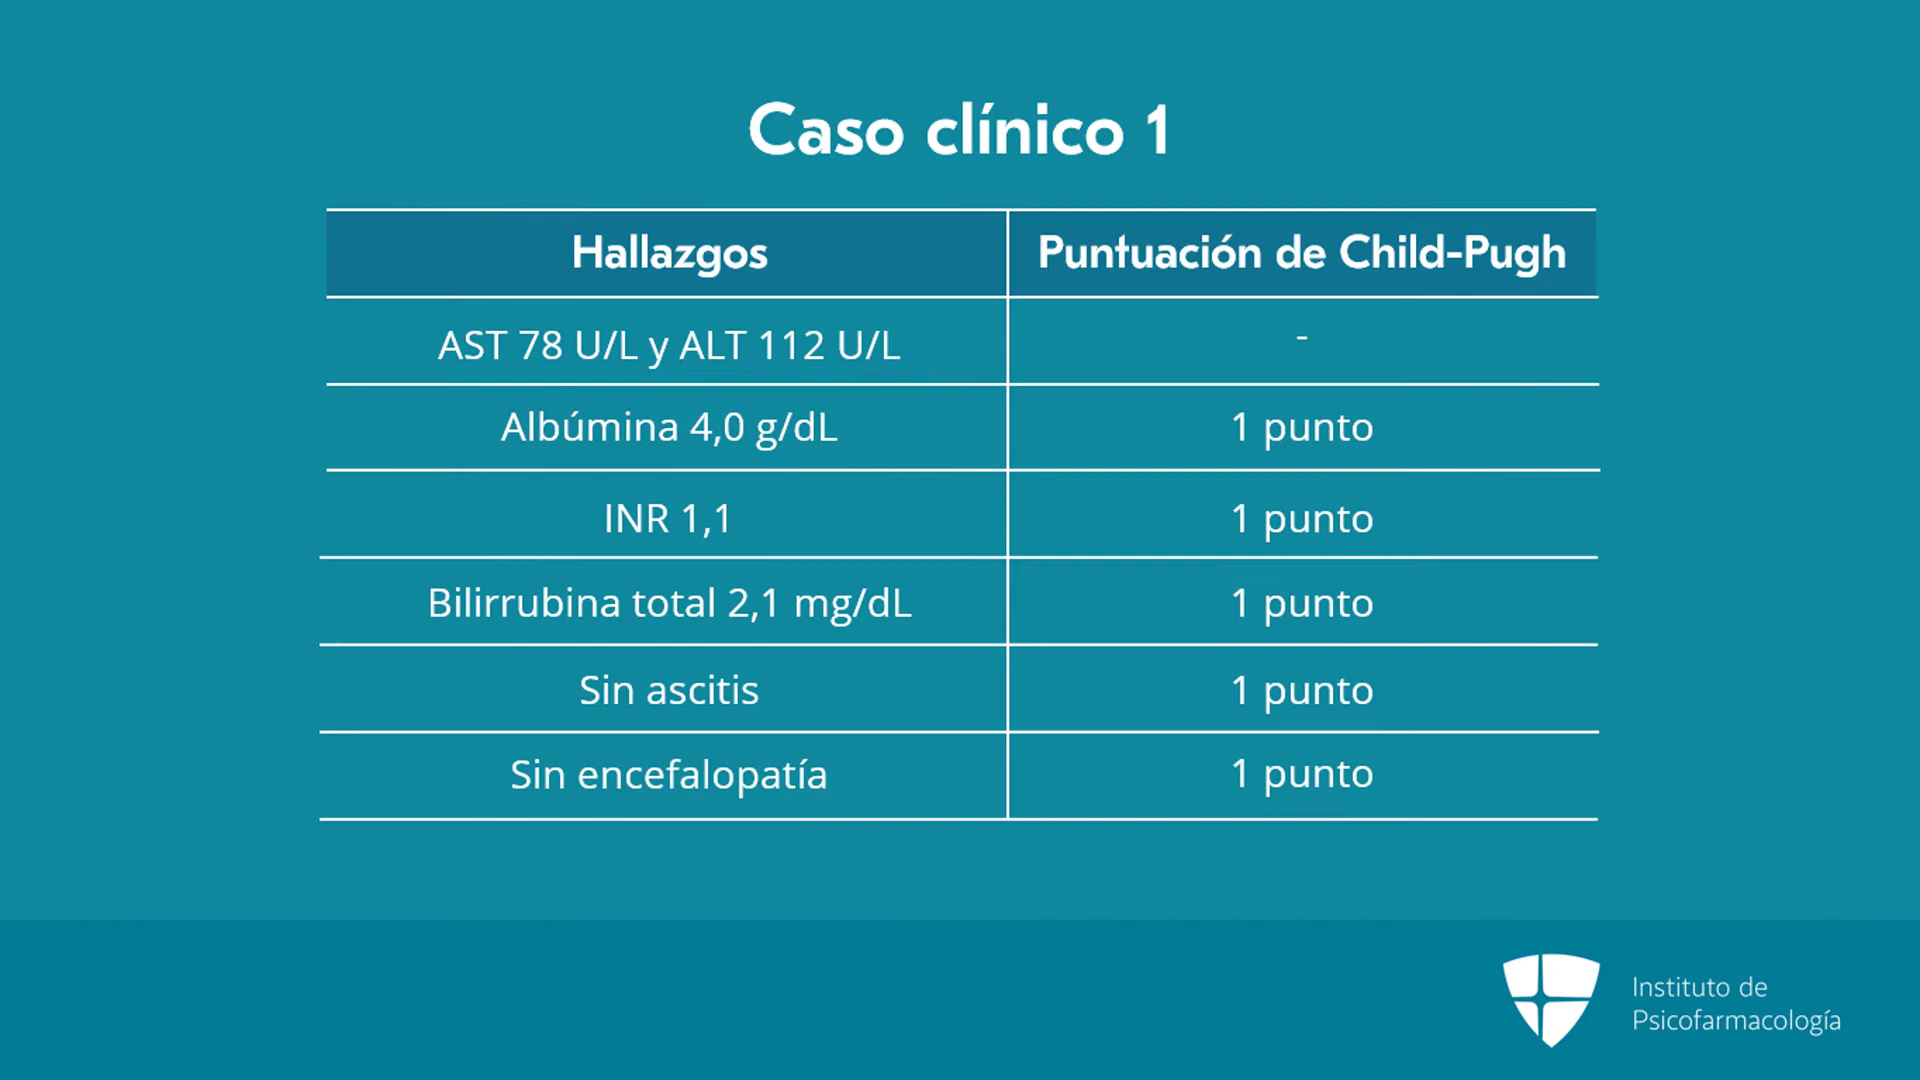 Caso clínico 1
Hallazgos
Puntuación de Child-Pugh
AST 78 U/L y ALT 112 U/L
-
Albúmina 4,0 g/dL
1 punto
INR 1,1
1 punto
Bilirrubina total 2,1 mg/dL
1 punto
Sin ascitis
1 punto
Sin encefalopatía
1 punto
Instituto de
Psicofarmacología